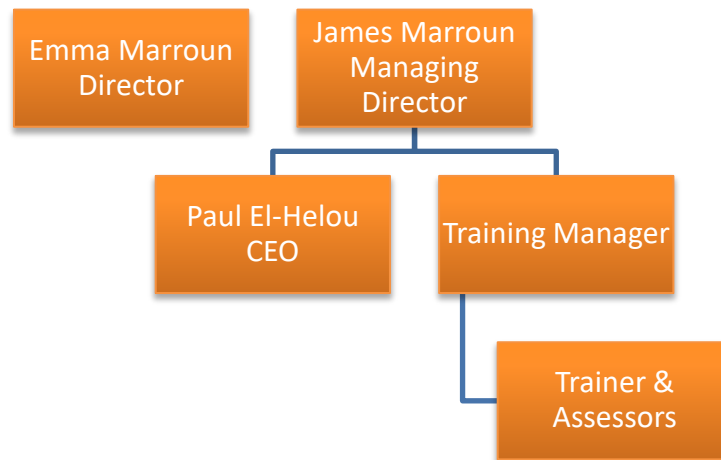 Emma Marroun
Director
James Marroun
Managing
Director
Paul El-Helou
CEO
Training Manager
Trainer &
Assessors